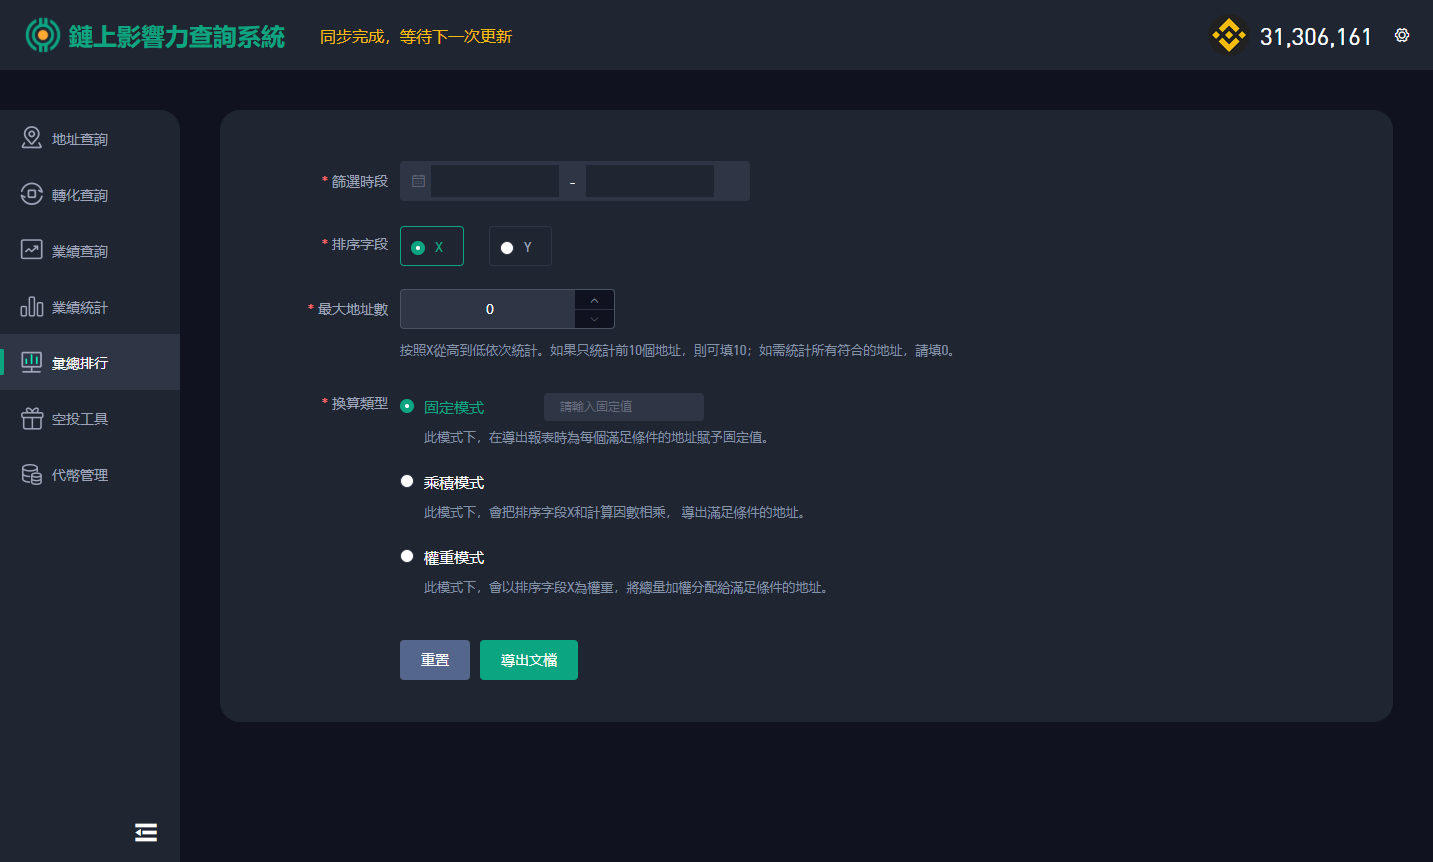 鏈上影響力查詢系統
同步完成，等待下一次更新
31,306,161
地址查詢
轉化查詢
業績查詢
業績統計
彙總排行
空投工具
代幣管理
* 篩選時段
-
* 排序字段
X
Y
* 最大地址數
0
按照X從高到低依次統計。如果只統計前10個地址，則可填10；如需統計所有符合的地址，請填0。
* 換算類型
固定模式
請輸入固定值
此模式下，在導出報表時為每個滿足條件的地址賦予固定值。
乘積模式
此模式下，會把排序字段X和計算因數相乘， 導出滿足條件的地址。
權重模式
此模式下，會以排序字段X為權重，將總量加權分配給滿足條件的地址。
重置
導出文檔